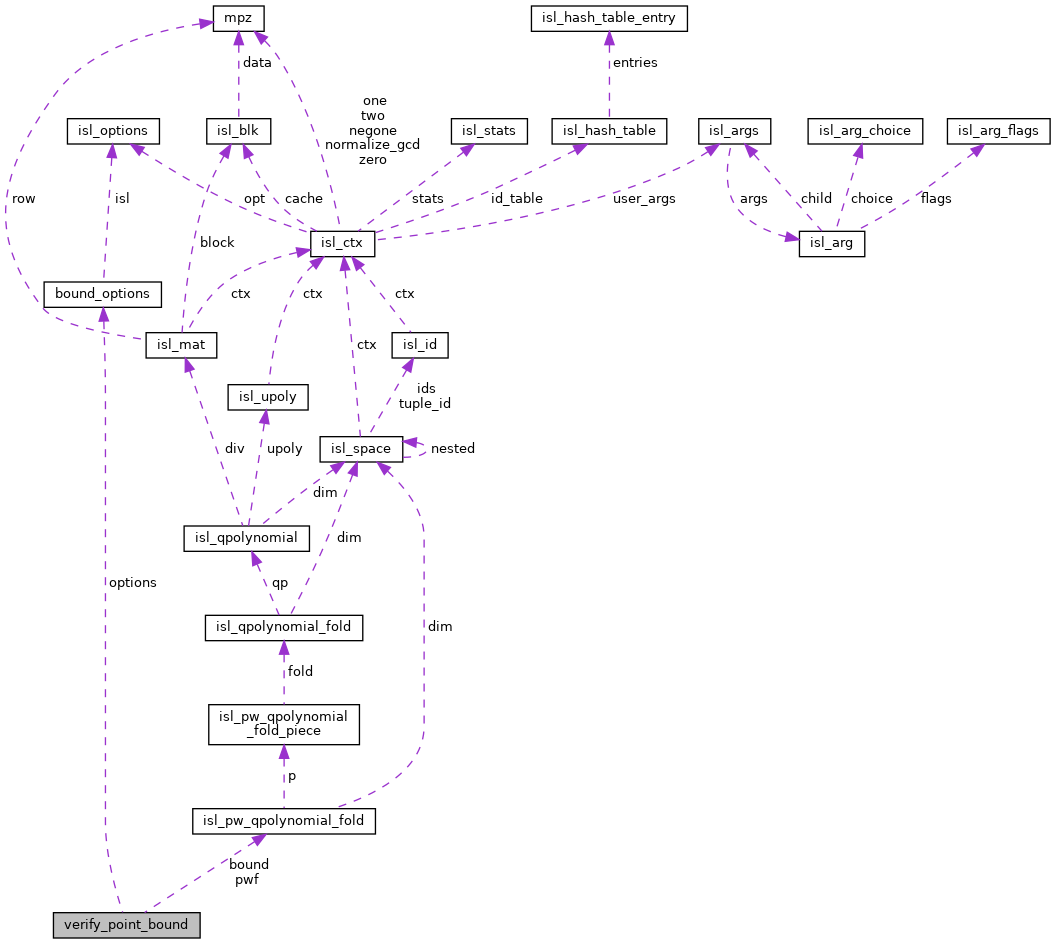 mpz
isl_hash_table_entry
data
entries
one
two
negone
normalize_gcd
zero
isl_options
isl_blk
isl_stats
isl_hash_table
isl_args
isl_arg_choice
isl_arg_flags
row
isl
opt
cache
stats
id_table
user_args
args
child
choice
flags
block
isl_ctx
isl_arg
bound_options
ctx
ctx
ctx
isl_mat
ctx
isl_id
isl_upoly
ids
tuple_id
div
upoly
isl_space
nested
dim
isl_qpolynomial
dim
options
qp
isl_qpolynomial_fold
dim
fold
isl_pw_qpolynomial
_fold_piece
p
isl_pw_qpolynomial_fold
bound
pwf
verify_point_bound